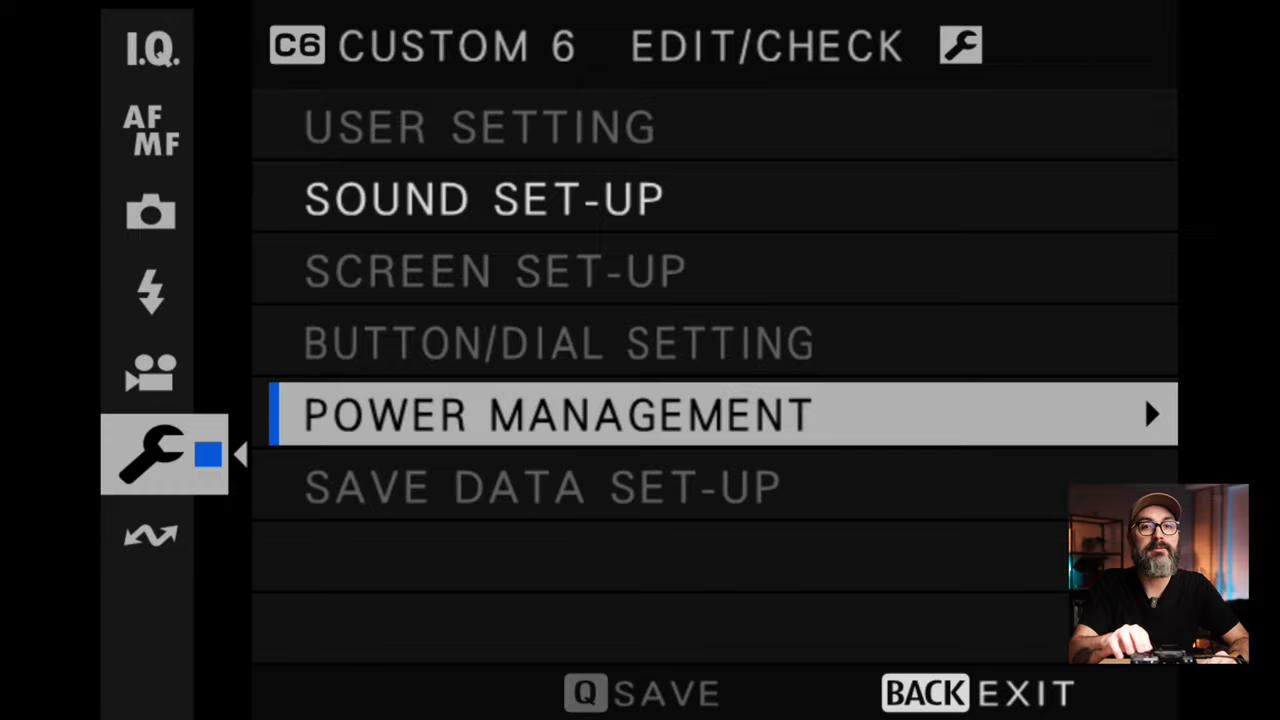 I.Q.
AF
MF
C6 CUSTOM 6 EDIT/CHECK
USER SETTING
SOUND SET-UP
SCREEN SET-UP
BUTTON/DIAL SETTING
POWER MANAGEMENT
SAVE DATA SET-UP
Q SAVE BACK EXIT